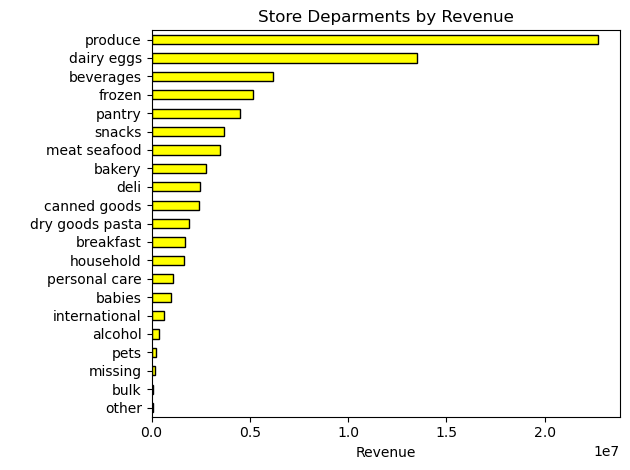 Store Deparments by Revenue
produce
dairy eggs
beverages
frozen
pantry
snacks
meat seafood
bakery
deli
canned goods
dry goods pasta
breakfast
household
personal care
babies
international
alcohol
pets
missing
bulk
other
0.0 0.5 1.0 1.5 2.0
1e7
Revenue